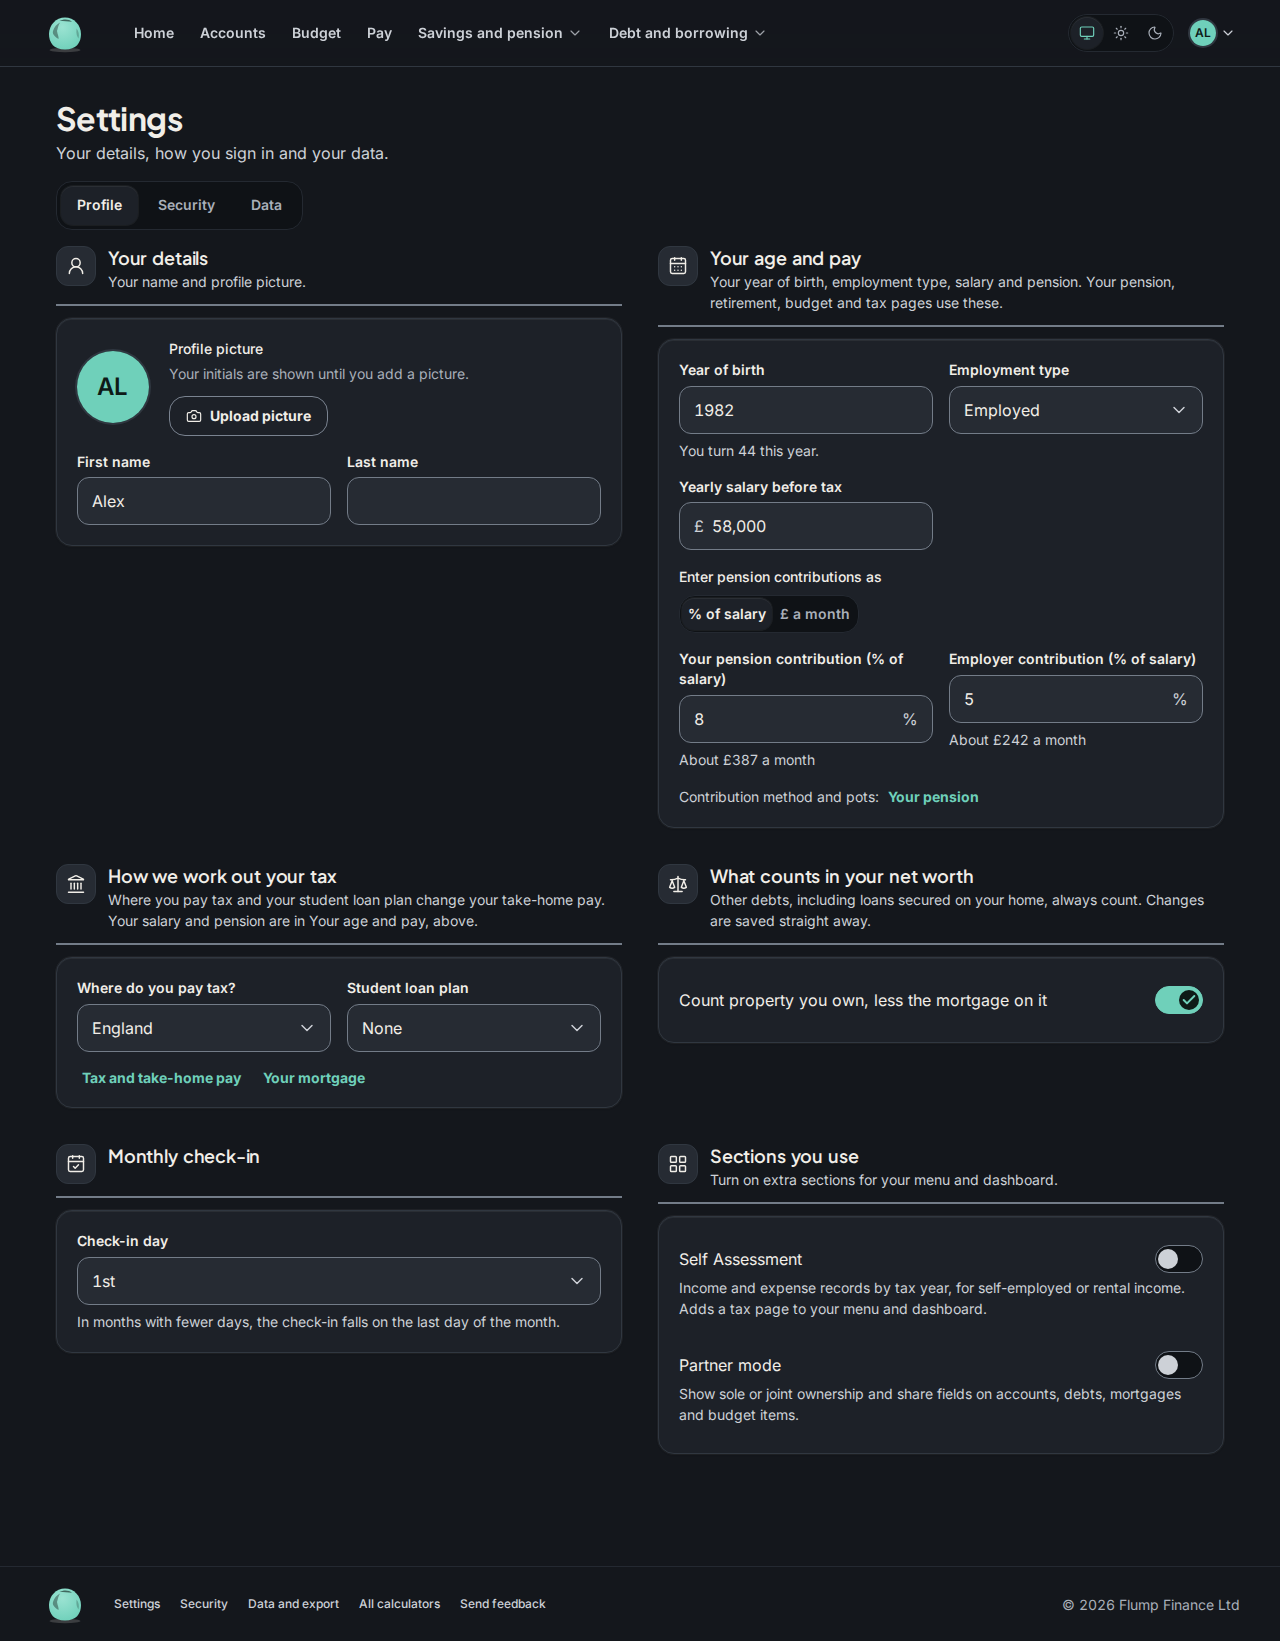 Home
Accounts
Budget
Pay
Savings and pension
Debt and borrowing
AL
Settings
Your details, how you sign in and your data.
Profile
Security
Data
Your details
Your name and profile picture.
AL
Profile picture
Your initials are shown until you add a picture.
Upload picture
First name
Last name
Alex
Your age and pay
Your year of birth, employment type, salary and pension. Your pension,
retirement, budget and tax pages use these.
Year of birth
Employment type
1982
Employed
You turn 44 this year.
Yearly salary before tax
£ 58,000
Enter pension contributions as
% of salary
£ a month
Your pension contribution (% of
salary)
Employer contribution (% of salary)
8 %
5 %
About £387 a month
About £242 a month
Contribution method and pots: Your pension
How we work out your tax
Where you pay tax and your student loan plan change your take-home pay.
Your salary and pension are in Your age and pay, above.
Where do you pay tax?
Student loan plan
England
None
Tax and take-home pay
Your mortgage
What counts in your net worth
Other debts, including loans secured on your home, always count. Changes
are saved straight away.
Count property you own, less the mortgage on it
Monthly check-in
Check-in day
1st
In months with fewer days, the check-in falls on the last day of the month.
Sections you use
Turn on extra sections for your menu and dashboard.
Self Assessment
Income and expense records by tax year, for self-employed or rental income.
Adds a tax page to your menu and dashboard.
Partner mode
Show sole or joint ownership and share fields on accounts, debts, mortgages
and budget items.
Settings
Security
Data and export
All calculators
Send feedback
© 2026 Flump Finance Ltd